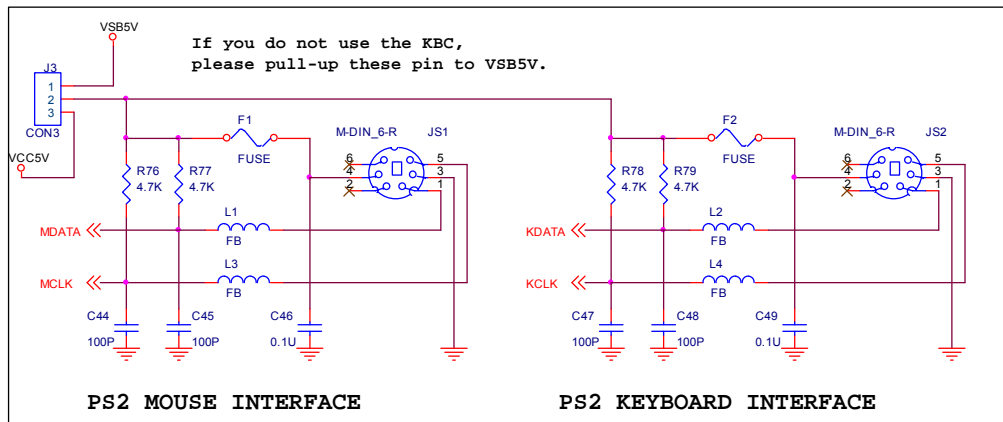 VSB5V
If you do not use the KBC,
please pull-up these pin to VSB5V.
J3
1
2
3
CON3
VCC5V
F1
FUSE
M-DIN_6-R
JS1
6
4
2
5
3
1
R76
4.7K
R77
4.7K
L1
FB
MDATA
L3
FB
MCLK
C44
100P
C45
100P
C46
0.1U
F2
FUSE
M-DIN_6-R
JS2
6
4
2
5
3
1
R78
4.7K
R79
4.7K
L2
FB
KDATA
L4
FB
KCLK
C47
100P
C48
100P
C49
0.1U
PS2 MOUSE INTERFACE
PS2 KEYBOARD INTERFACE